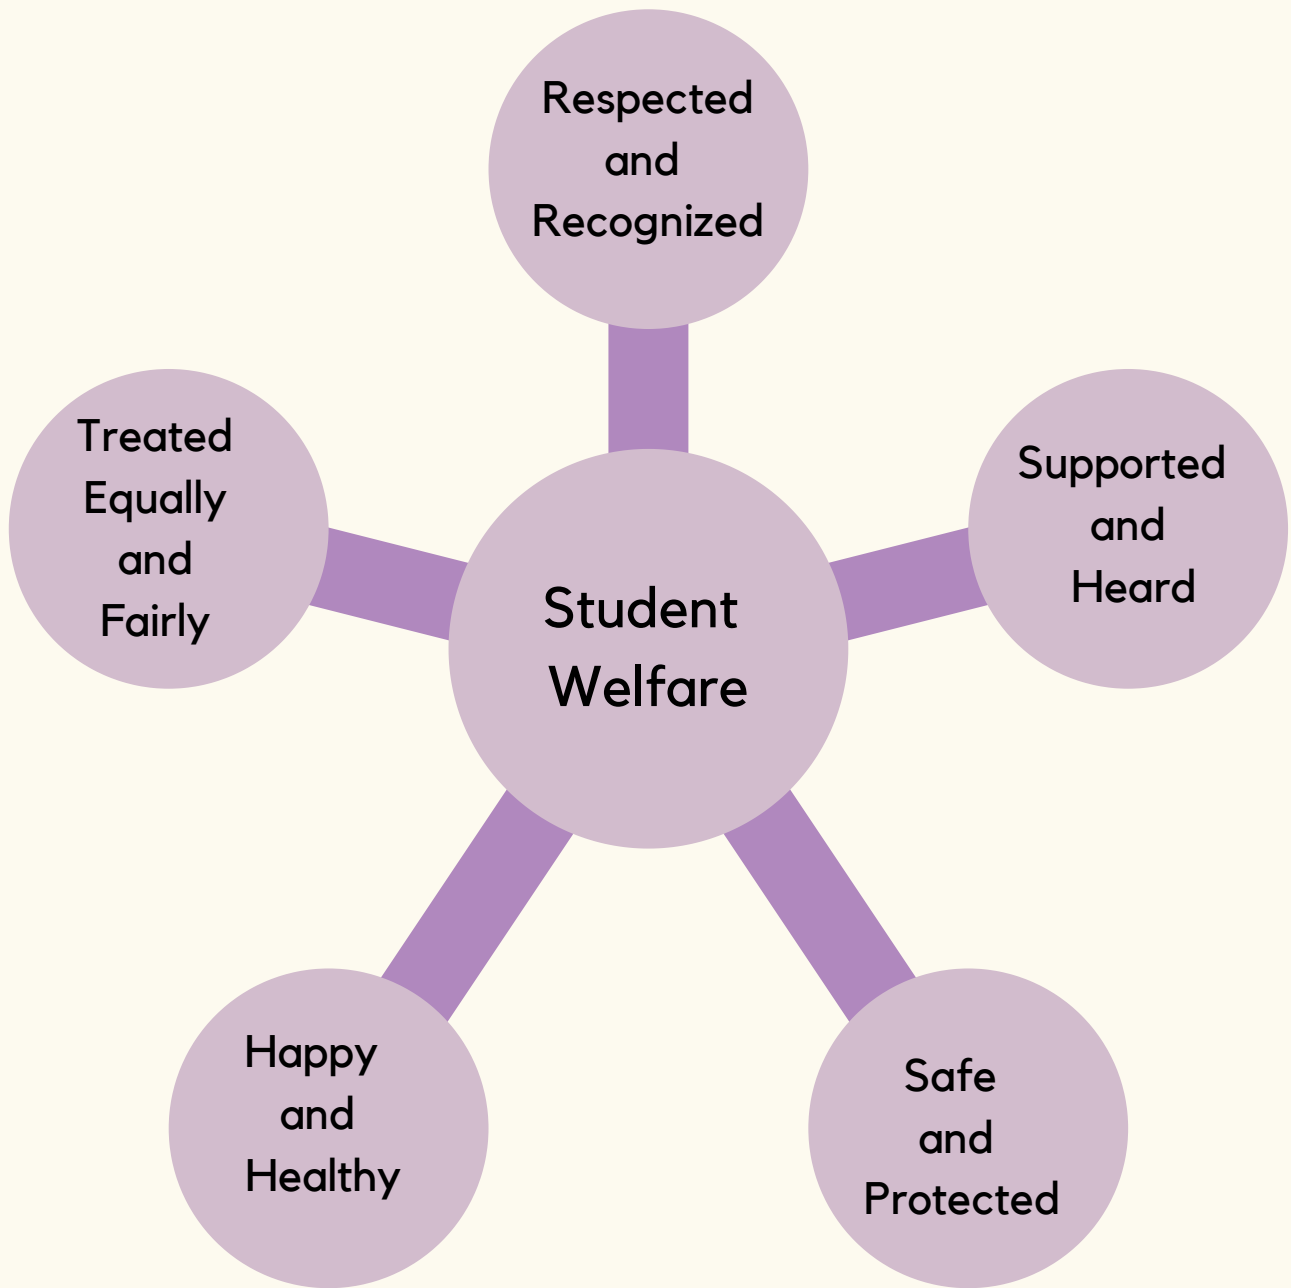 Respected
and
Recognized
Treated
Equally
and
Fairly
Supported
and
Heard
Student
Welfare
Happy
and
Healthy
Safe
and
Protected